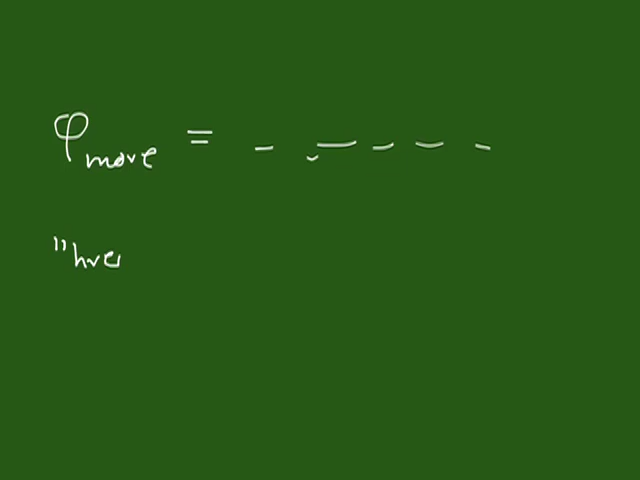 φmove = - - - - -
"hve